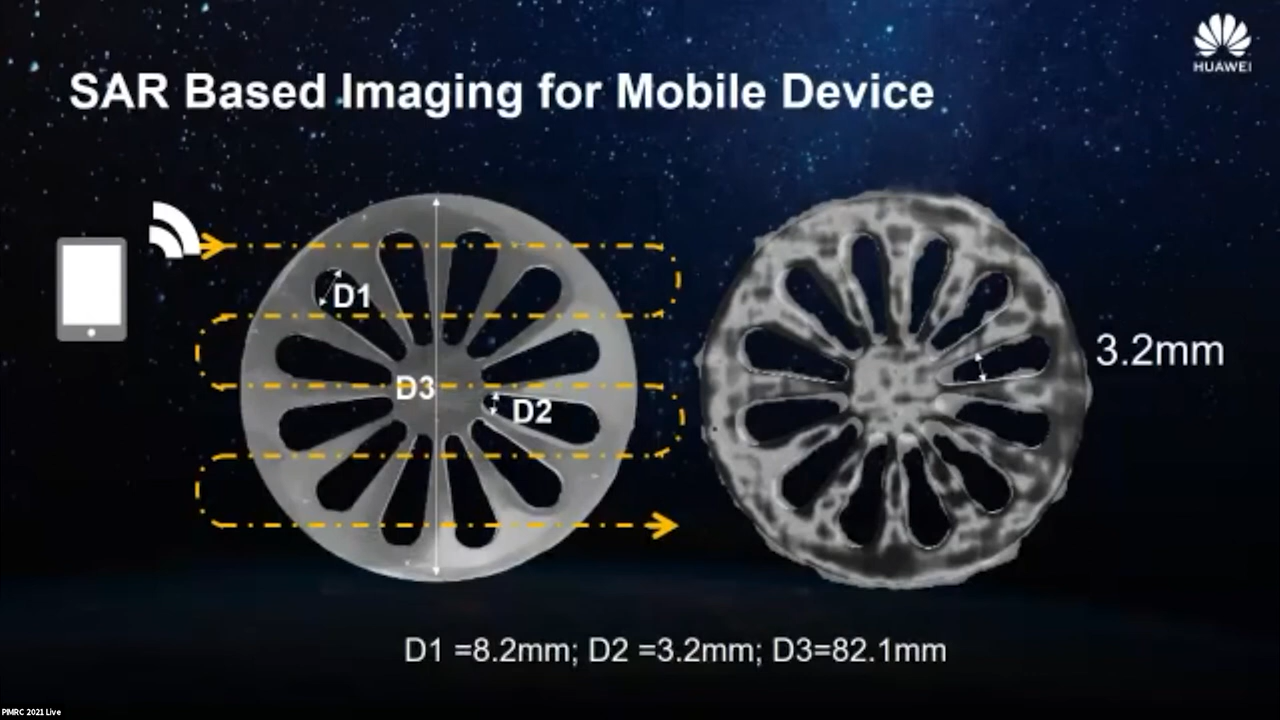 HUAWEI
SAR Based Imaging for Mobile Device
D1
D3
D2
3.2mm
D1 =8.2mm; D2 =3.2mm; D3=82.1mm
PIMRC 2021 Live